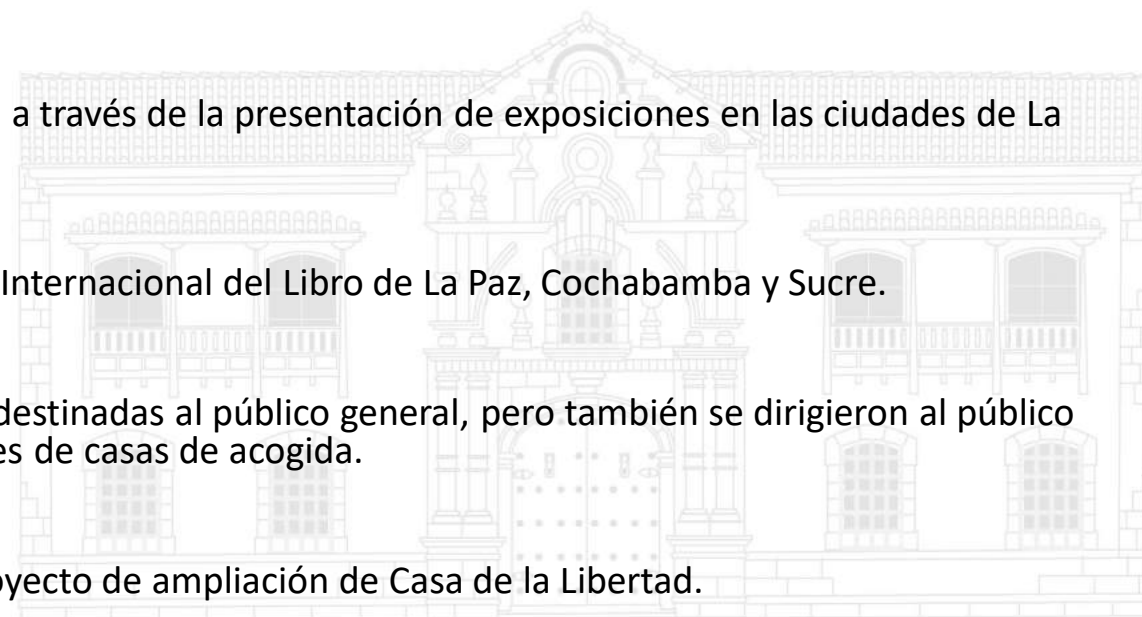 a través de la presentación de exposiciones en las ciudades de La
Internacional del Libro de La Paz, Cochabamba y Sucre.
destinadas al público general, pero también se dirigieron al público
es de casas de acogida.
oyecto de ampliación de Casa de la Libertad.